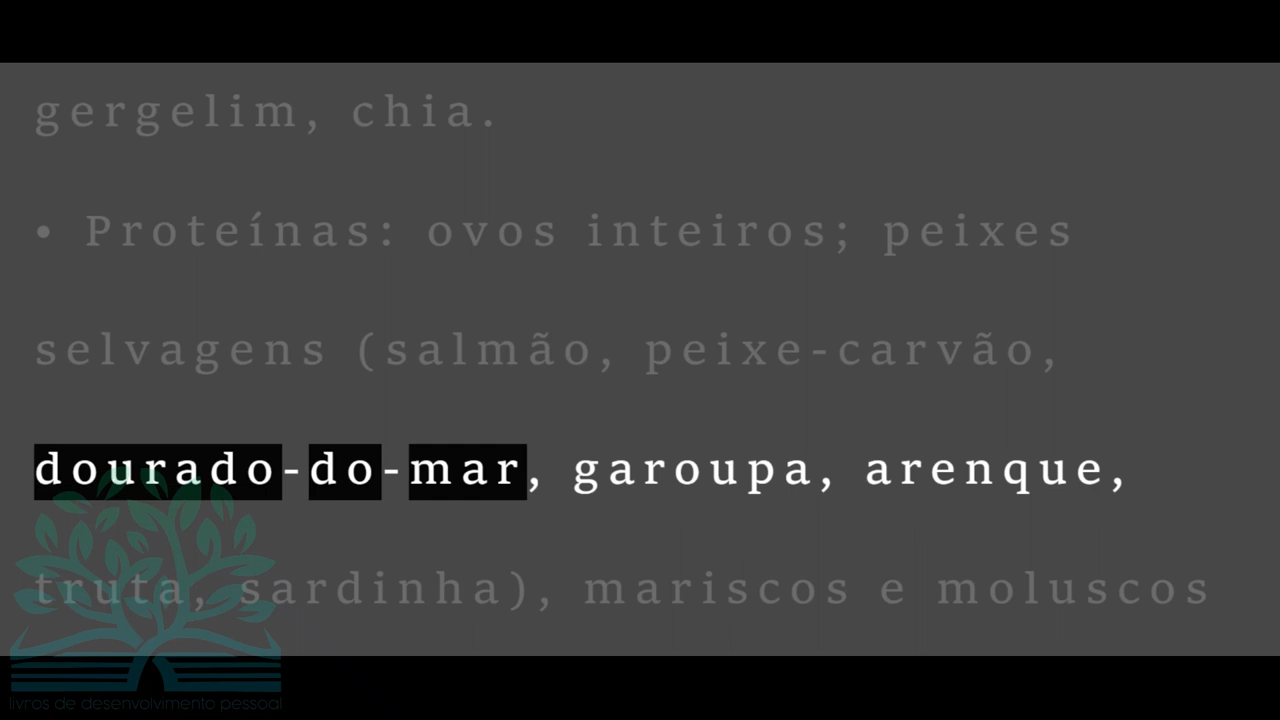 gergelim, chia.
• Proteínas: ovos inteiros; peixes
selvagens (salmão, peixe-carvão,
dourado-do-mar, garoupa, arenque,
truta, sardinha), mariscos e moluscos
livros de desenvolvimento pessoal